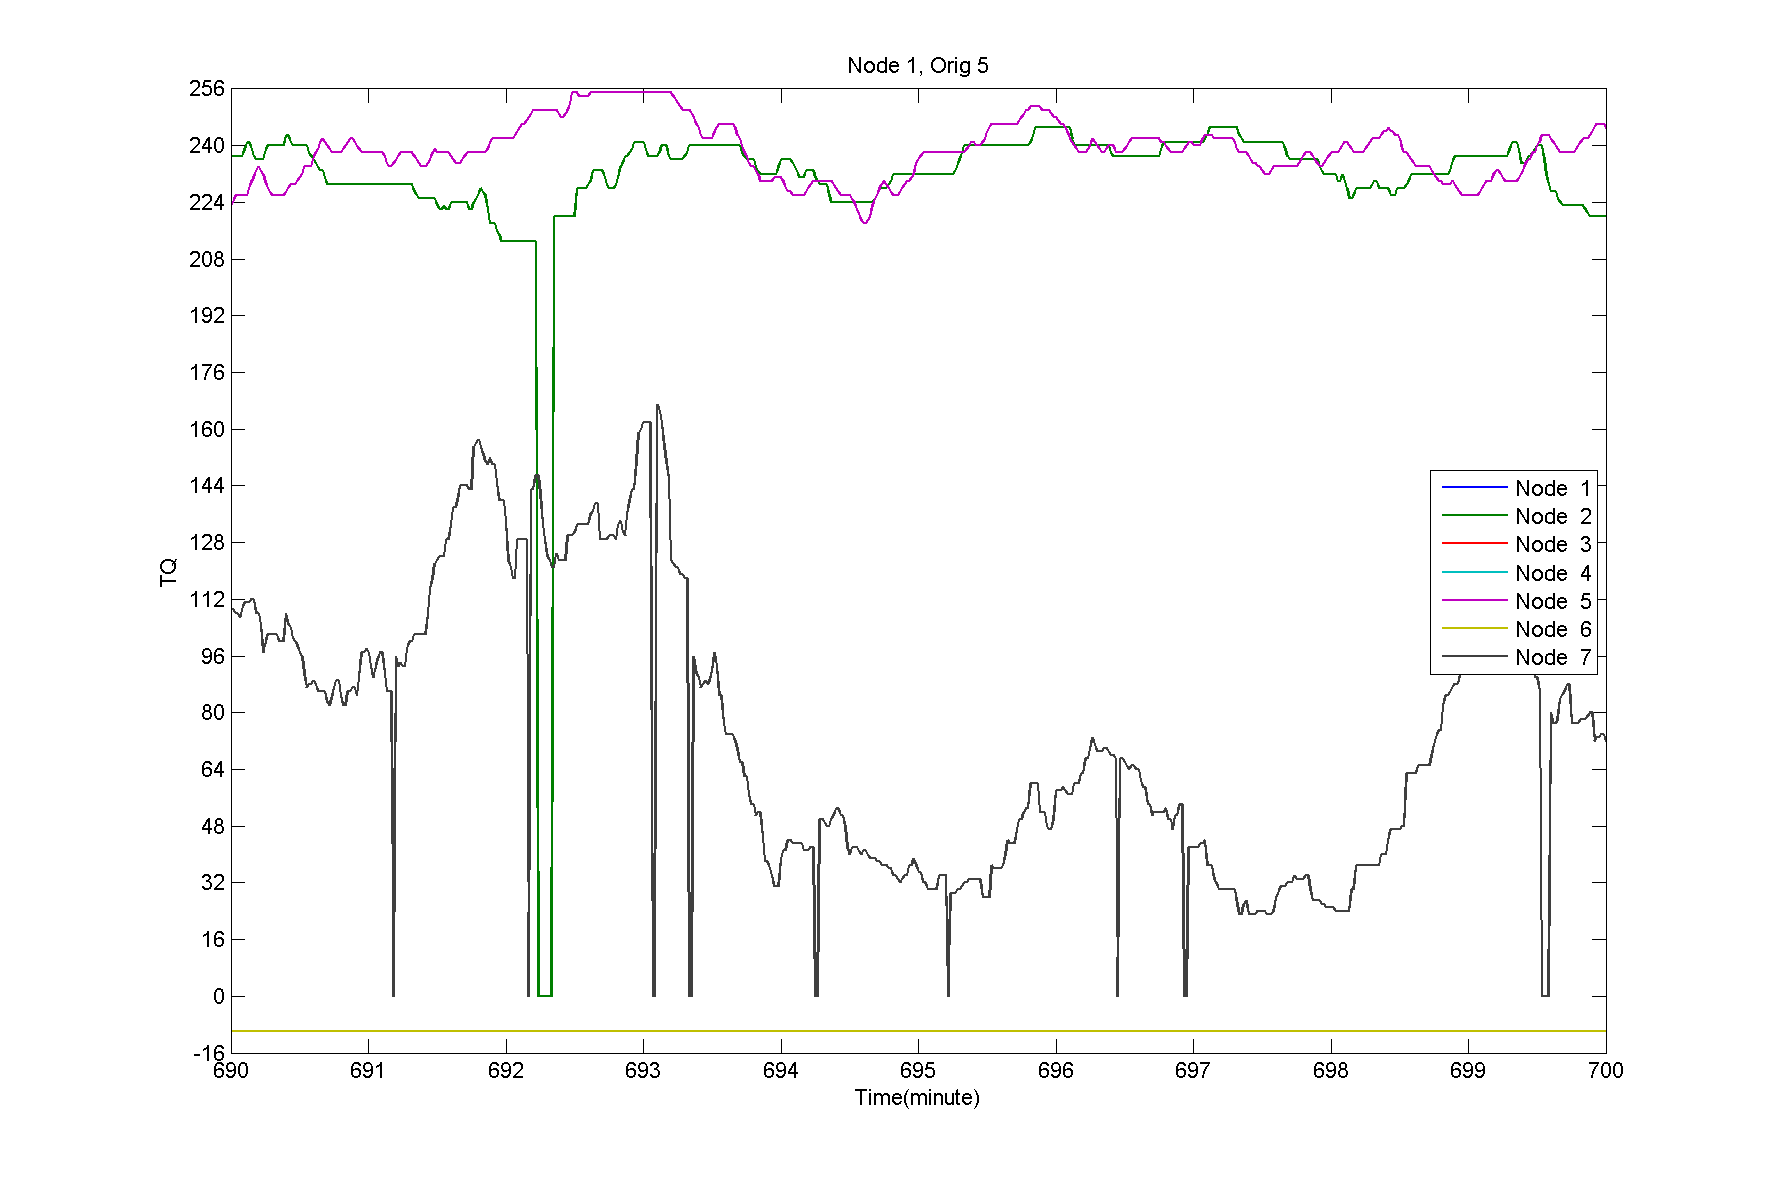 Node 1, Orig 5
256
240
224
208
192
176
160
144
128
112
96
80
64
48
32
16
0
-16
TQ
Node 1
Node 2
Node 3
Node 4
Node 5
Node 6
Node 7
690 691 692 693 694 695 696 697 698 699 700
Time(minute)